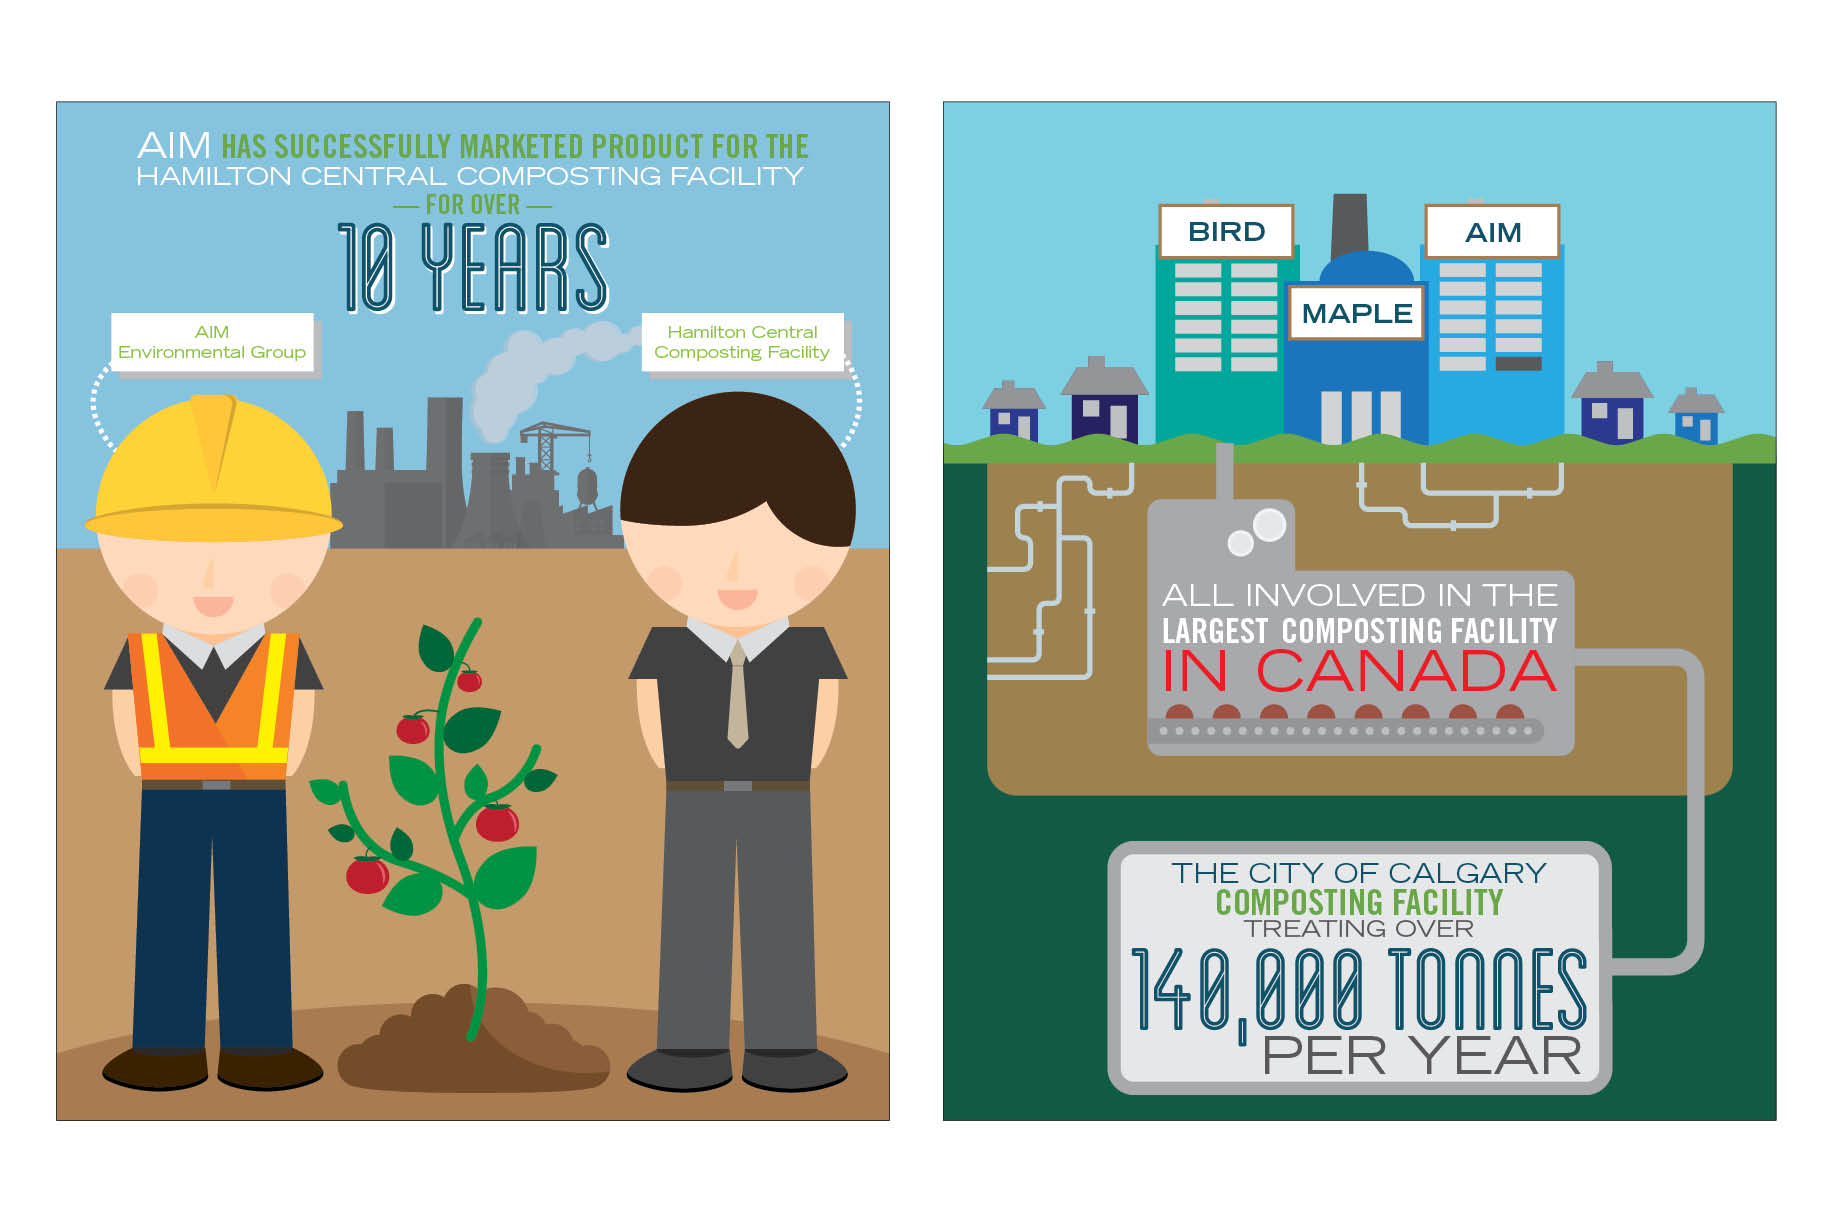 AIM HAS SUCCESSFULLY MARKETED PRODUCT FOR THE
HAMILTON CENTRAL COMPOSTING FACILITY
FOR OVER
10 YEARS
AIM
Environmental Group
Hamilton Central
Composting Facility
BIRD
MAPLE
AIM
ALL INVOLVED IN THE
LARGEST COMPOSTING FACILITY
IN CANADA
THE CITY OF CALGARY
COMPOSTING FACILITY
TREATING OVER
140,000 TONNES
PER YEAR